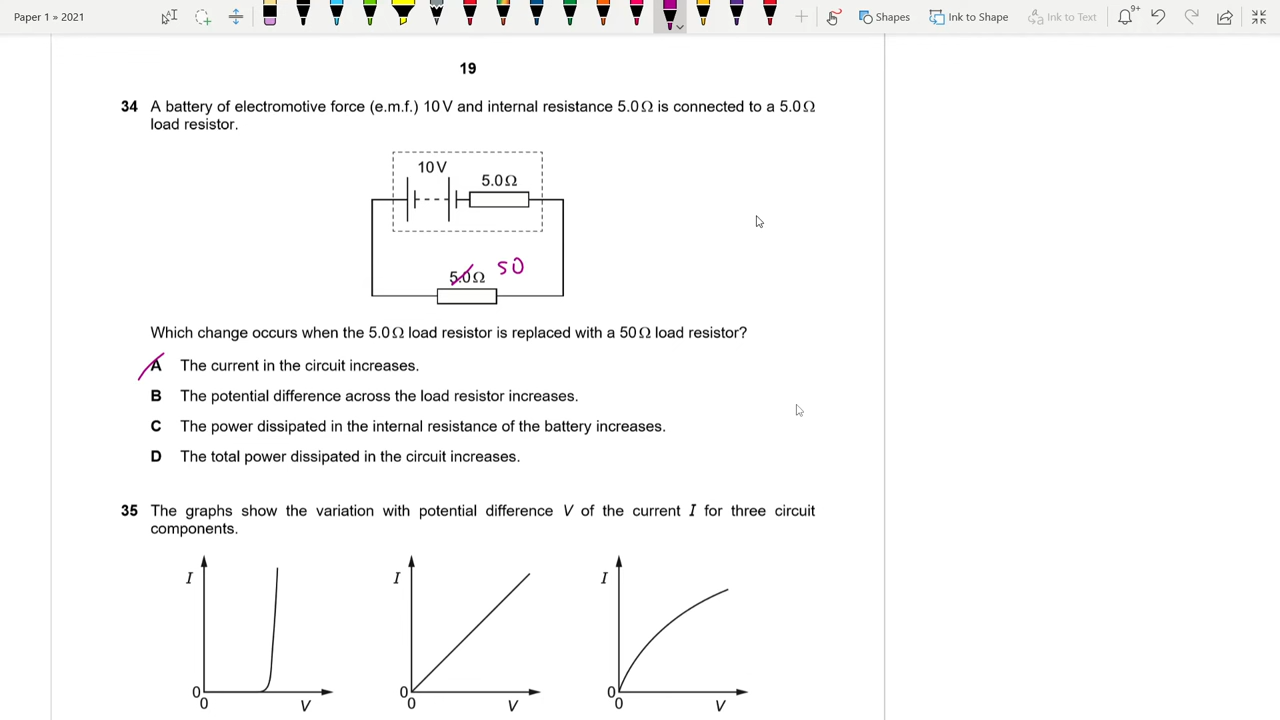 Paper 1 » 2021
Shapes
Ink to Shape
Ink to Text
9+
19
34 A battery of electromotive force (e.m.f.) 10 V and internal resistance 5.0 Ω is connected to a 5.0 Ω
load resistor.
10 V
5.0 Ω
5.0 Ω 50
Which change occurs when the 5.0 Ω load resistor is replaced with a 50 Ω load resistor?
A The current in the circuit increases.
B The potential difference across the load resistor increases.
C The power dissipated in the internal resistance of the battery increases.
D The total power dissipated in the circuit increases.
35 The graphs show the variation with potential difference V of the current I for three circuit
components.
I I I
0 0 0
0 V 0 V 0 V